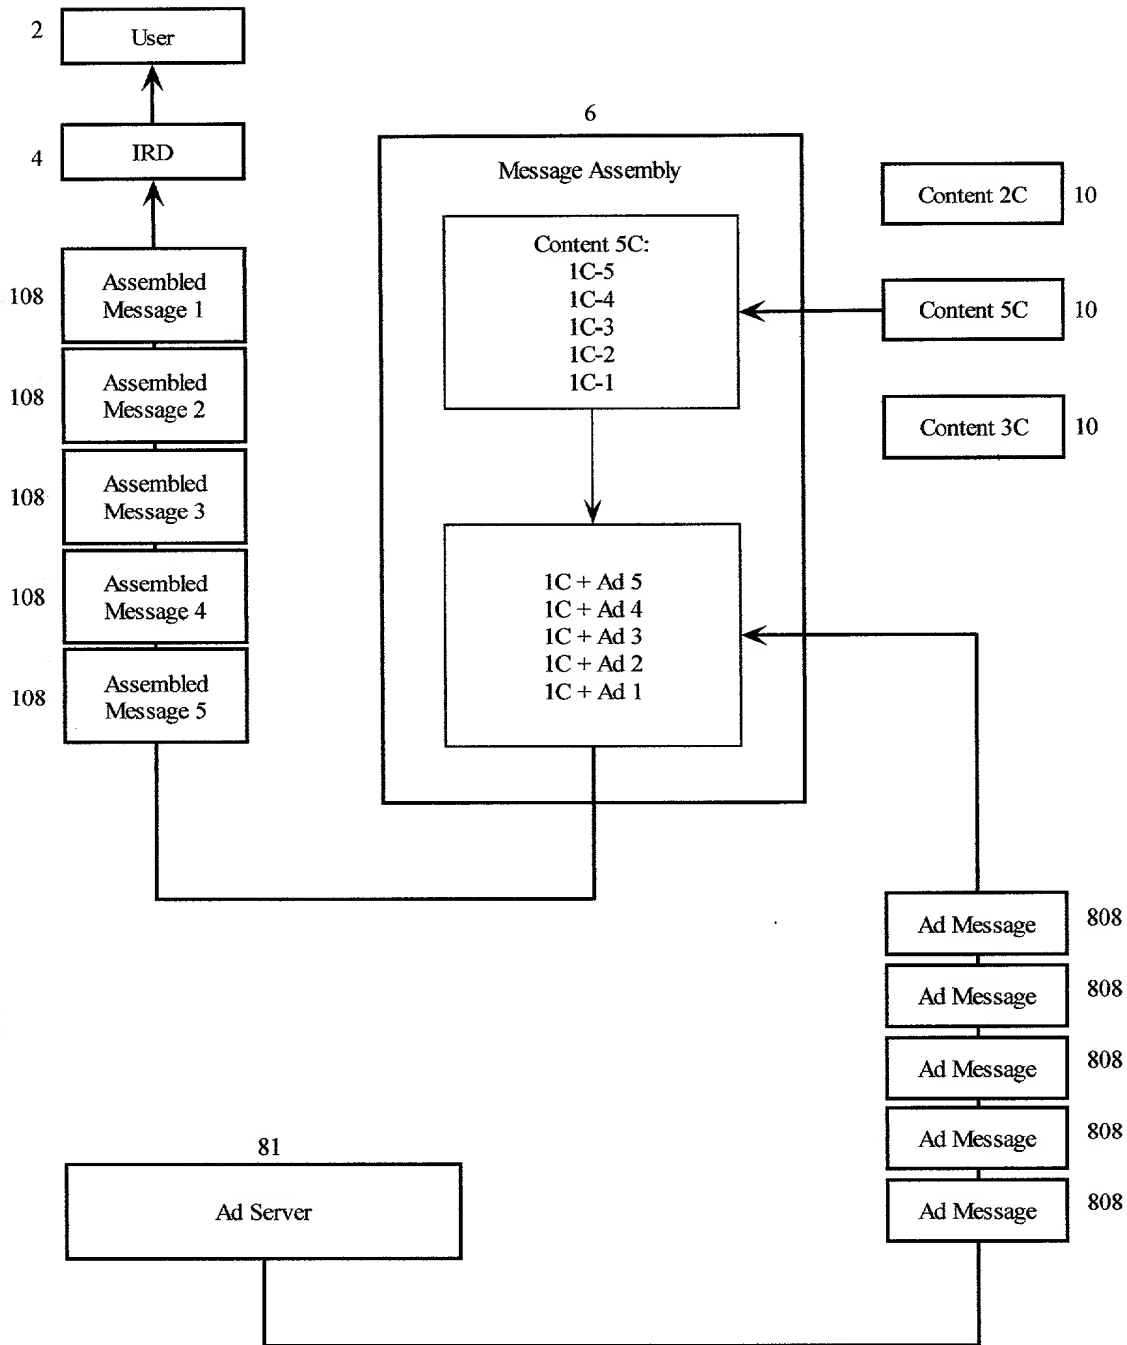 2
User
4
IRD
108
Assembled
Message 1
108
Assembled
Message 2
108
Assembled
Message 3
108
Assembled
Message 4
108
Assembled
Message 5
6
Message Assembly
Content 5C:
1C-5
1C-4
1C-3
1C-2
1C-1
1C + Ad 5
1C + Ad 4
1C + Ad 3
1C + Ad 2
1C + Ad 1
Content 2C
10
Content 5C
10
Content 3C
10
Ad Message
808
Ad Message
808
Ad Message
808
Ad Message
808
Ad Message
808
81
Ad Server